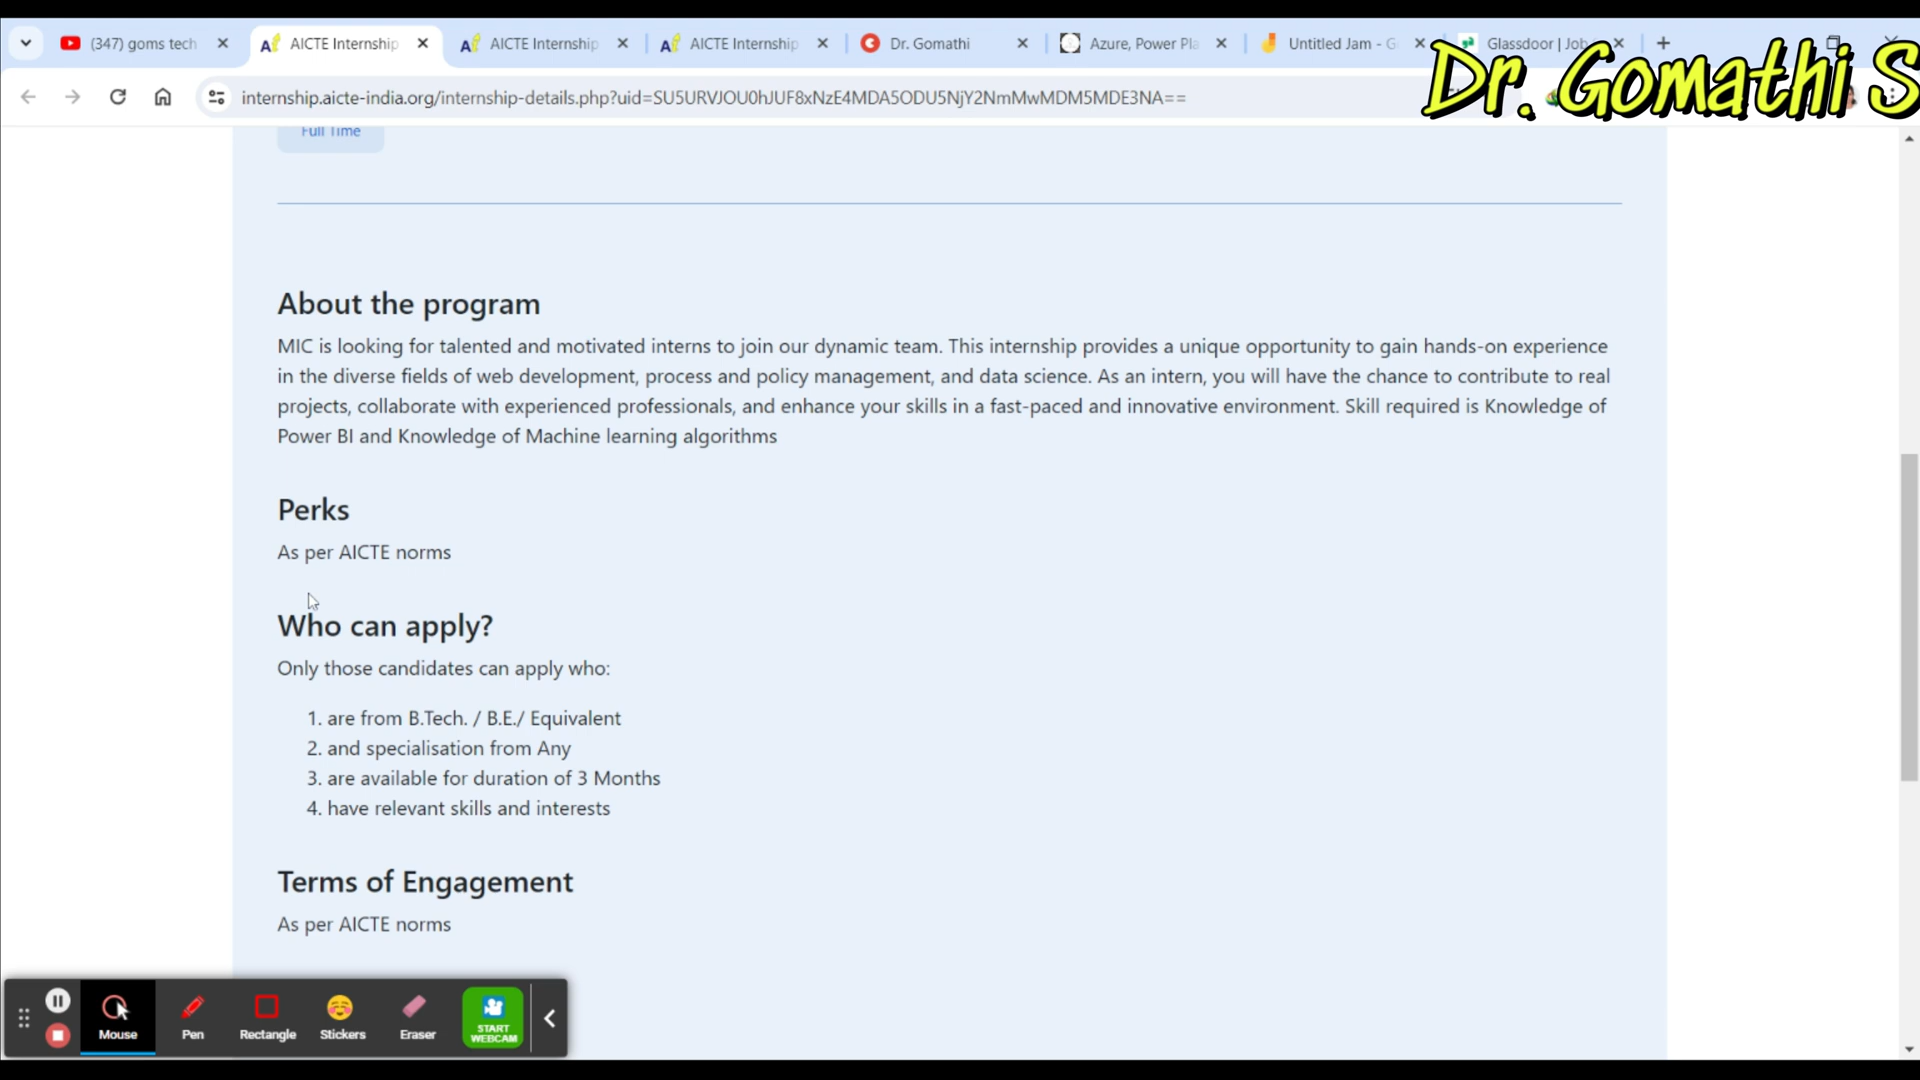 (347) goms tech
AICTE Internship
AICTE Internship
AICTE Internship
Dr. Gomathi
Azure, Power Pla
Untitled Jam - G
Glassdoor | Job
Dr. Gomathi S
internship.aicte-india.org/internship-details.php?uid=SU5URVJOU0hJUF8xNzE4MDA5ODU5NjY2NmMwMDM5MDE3NA==
Full Time
About the program
MIC is looking for talented and motivated interns to join our dynamic team. This internship provides a unique opportunity to gain hands-on experience
in the diverse fields of web development, process and policy management, and data science. As an intern, you will have the chance to contribute to real
projects, collaborate with experienced professionals, and enhance your skills in a fast-paced and innovative environment. Skill required is Knowledge of
Power BI and Knowledge of Machine learning algorithms
Perks
As per AICTE norms
Who can apply?
Only those candidates can apply who:
1. are from B.Tech. / B.E./ Equivalent
2. and specialisation from Any
3. are available for duration of 3 Months
4. have relevant skills and interests
Terms of Engagement
As per AICTE norms
Mouse
Pen
Rectangle
Stickers
Eraser
START
WEBCAM